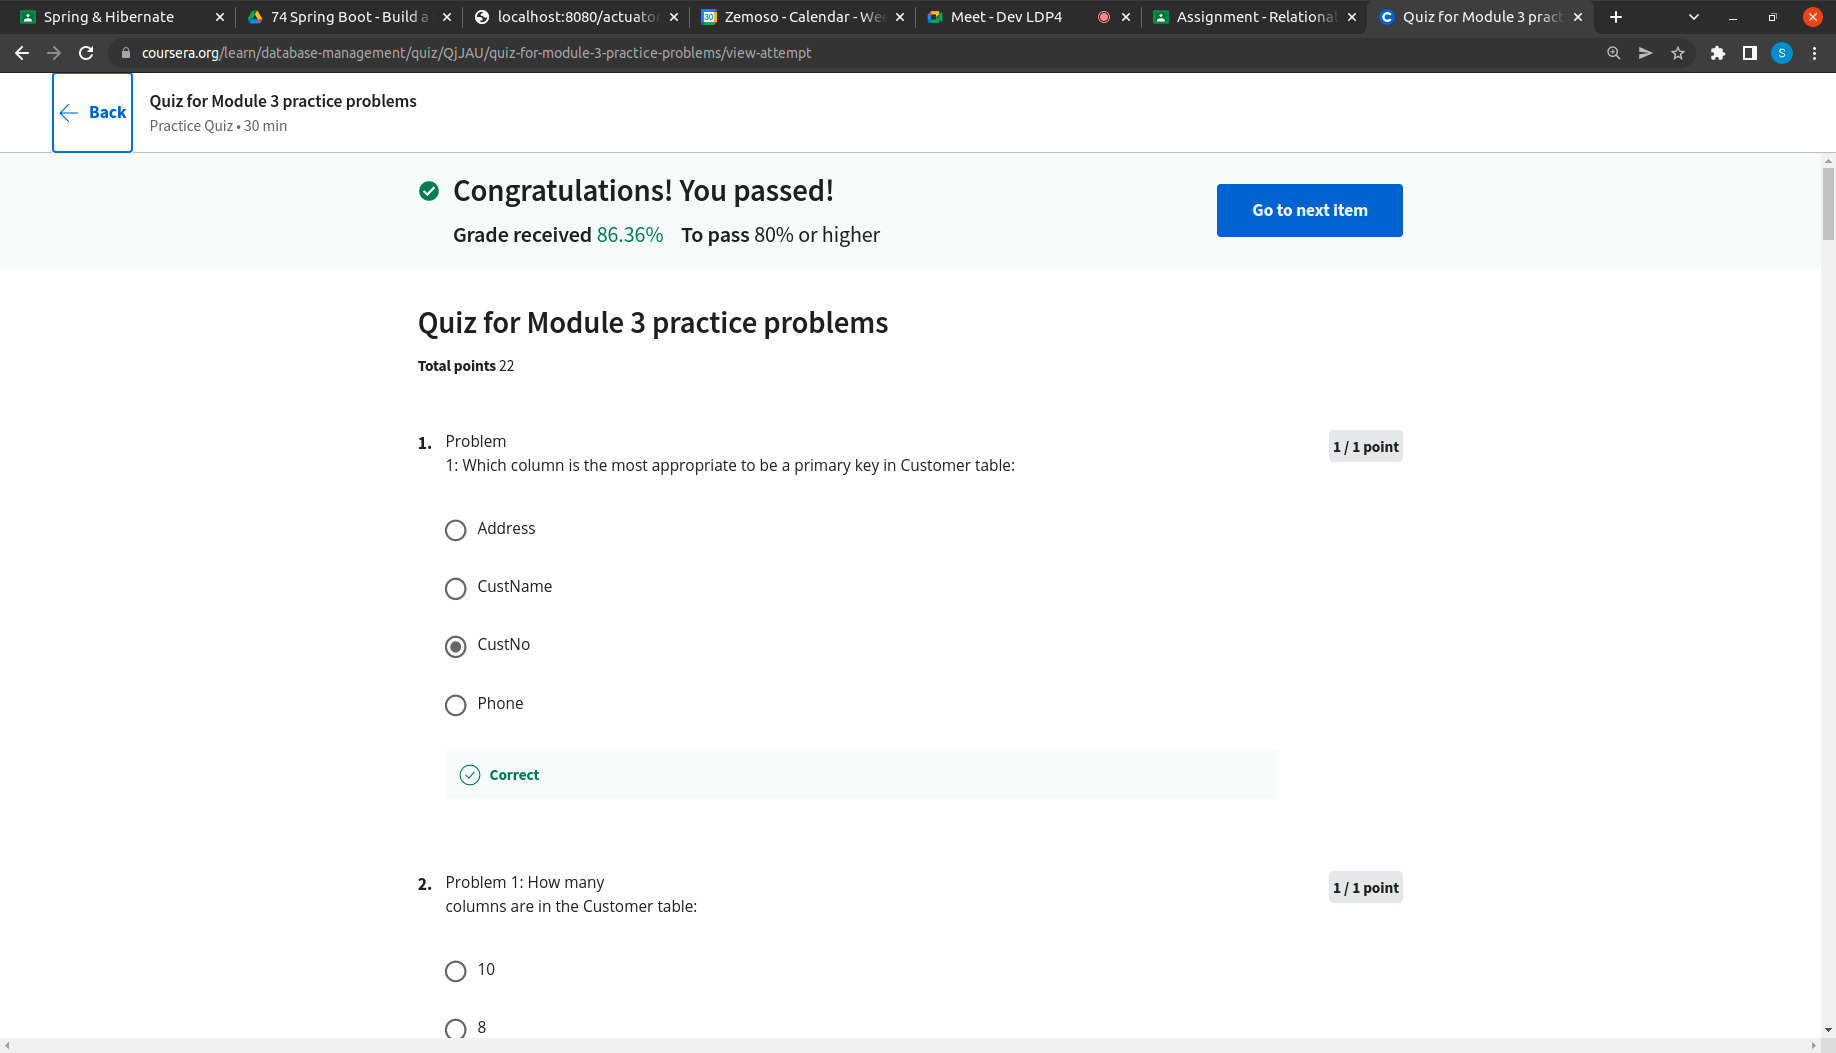 Spring & Hibernate
74 Spring Boot - Build a
localhost:8080/actuator
Zemoso - Calendar - Wee
Meet - Dev LDP4
Assignment - Relational
Quiz for Module 3 pract
coursera.org/learn/database-management/quiz/QjJAU/quiz-for-module-3-practice-problems/view-attempt
S
Back
Quiz for Module 3 practice problems
Practice Quiz • 30 min
Congratulations! You passed!
Grade received 86.36% To pass 80% or higher
Go to next item
Quiz for Module 3 practice problems
Total points 22
1. Problem
1: Which column is the most appropriate to be a primary key in Customer table:
1 / 1 point
Address
CustName
CustNo
Phone
Correct
2. Problem 1: How many
columns are in the Customer table:
1 / 1 point
10
8